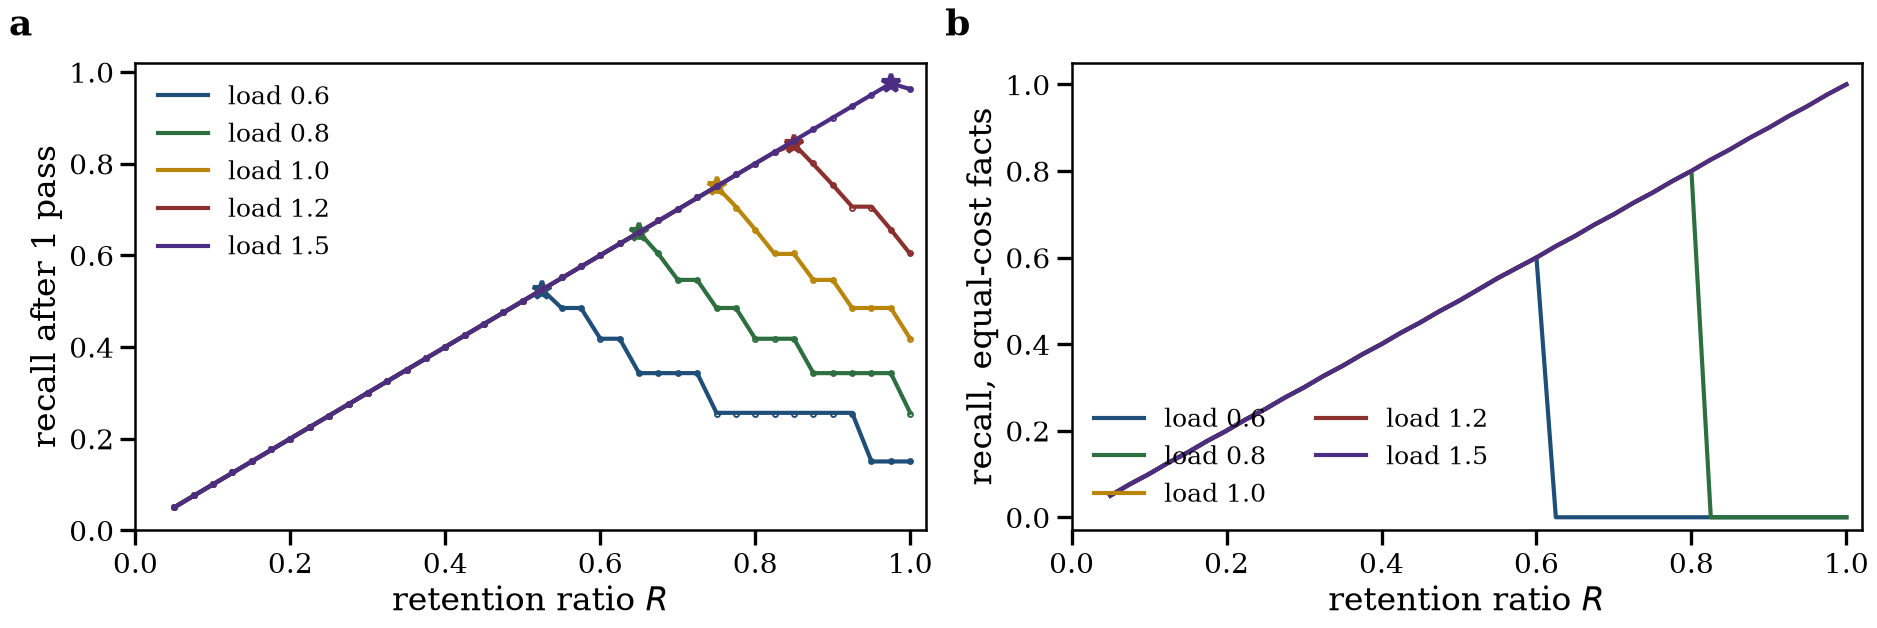 a
recall after 1 pass
1.0
0.8
0.6
0.4
0.2
0.0
load 0.6
load 0.8
load 1.0
load 1.2
load 1.5
0.0 0.2 0.4 0.6 0.8 1.0
retention ratio R
b
recall, equal-cost facts
1.0
0.8
0.6
0.4
0.2
0.0
load 0.6
load 0.8
load 1.0
load 1.2
load 1.5
0.0 0.2 0.4 0.6 0.8 1.0
retention ratio R